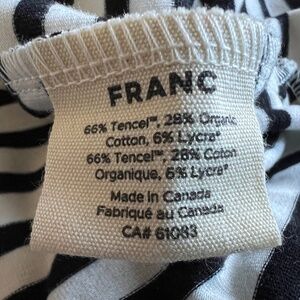 FRANC
66% Tencel™, 28% Organic
Cotton, 6% Lycra®
66% Tencel™, 28% Coton
Organique, 6% Lycra®
Made in Canada
Fabriqué au Canada
CA# 61083